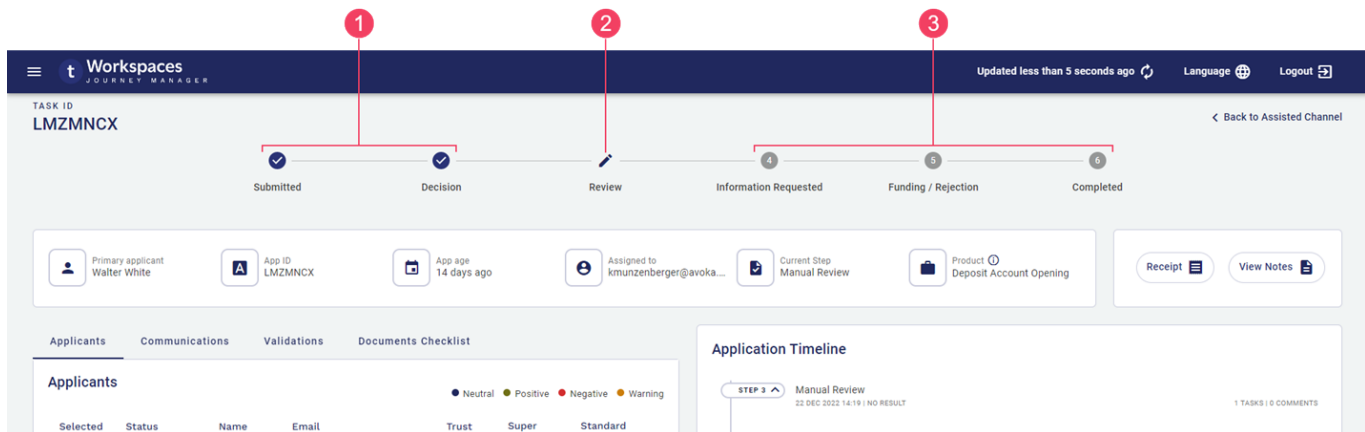 1 2 3
t Workspaces Updated less than 5 seconds ago Language Logout
JOURNEY MANAGER
TASK ID
LMZMNCX
Back to Assisted Channel
4 5 6
Submitted Decision Review Information Requested Funding / Rejection Completed
Primary applicant App ID App age Assigned to Current Step Product
Walter White LMZMNCX 14 days ago kmunzenberger@avoka... Manual Review Deposit Account Opening
A
Receipt View Notes
Applicants Communications Validations Documents Checklist
Application Timeline
Applicants
Neutral Positive Negative Warning
STEP 3 Manual Review
22 DEC 2022 14:19 | NO RESULT 1 TASKS | 0 COMMENTS
Selected Status Name Email Trust Super Standard